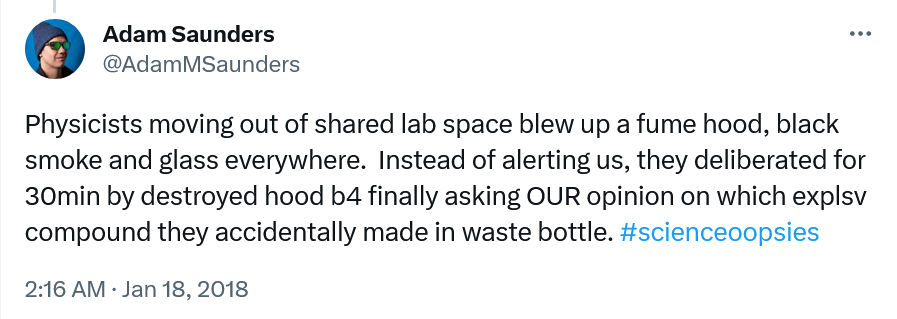 Adam Saunders
@AdamMSaunders
Physicists moving out of shared lab space blew up a fume hood, black
smoke and glass everywhere.  Instead of alerting us, they deliberated for
30min by destroyed hood b4 finally asking OUR opinion on which explsv
compound they accidentally made in waste bottle. #scienceoopsies
2:16 AM · Jan 18, 2018